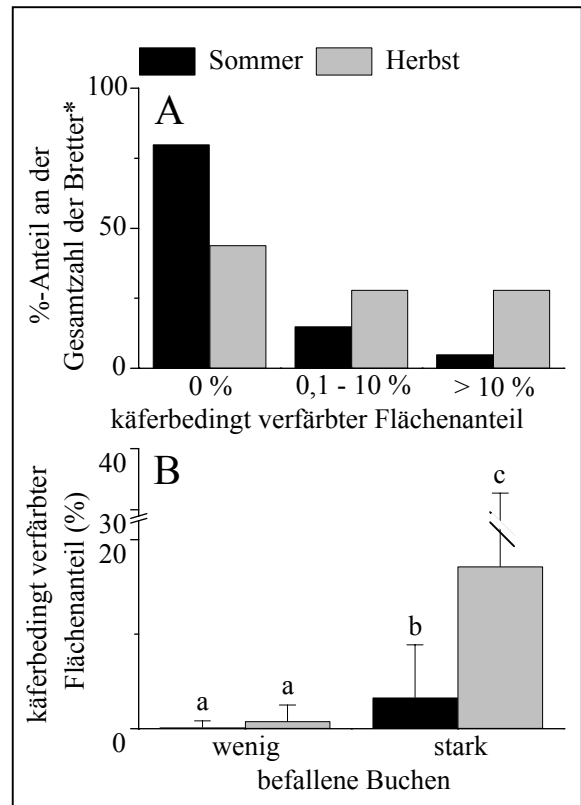 Sommer Herbst
A
%-Anteil an der
Gesamtzahl der Bretter*
100
50
0
0 % 0,1 - 10 % > 10 %
käferbedingt verfärbter Flächenanteil
B
käferbedingt verfärbter
Flächenanteil (%)
40
30
20
0
a a b c
wenig stark
befallene Buchen